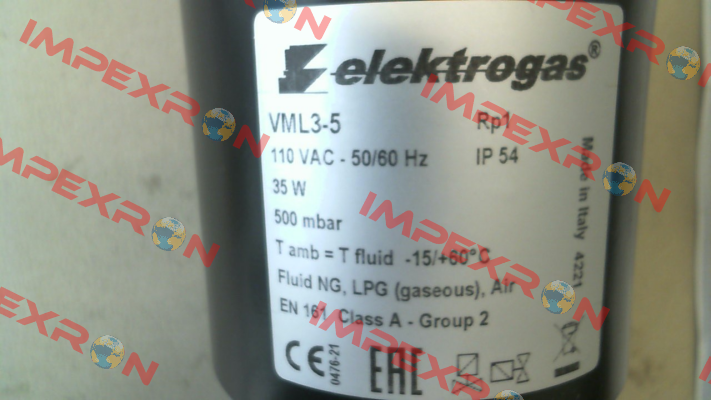 elektrogas®
VML3-5 Rp1
110 VAC - 50/60 Hz IP 54
35 W
500 mbar
T amb = T fluid -15/+60°C
Fluid NG, LPG (gaseous), Air
EN 161 Class A - Group 2
CE 0476-21 EAC
Made in Italy 4221
IMPEXRON
IMPEXRON
IMPEXRON
IMPEXRON
IMPEXRON
IMPEXRON
IMPEXRON